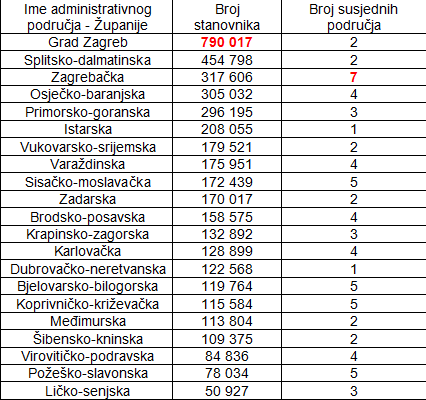 Ime administrativnog područja - Županije	Broj stanovnika	Broj susjednih područja
Grad Zagreb	790 017	2
Splitsko-dalmatinska	454 798	2
Zagrebačka	317 606	7
Osječko-baranjska	305 032	4
Primorsko-goranska	296 195	3
Istarska	208 055	1
Vukovarsko-srijemska	179 521	2
Varaždinska	175 951	4
Sisačko-moslavačka	172 439	5
Zadarska	170 017	2
Brodsko-posavska	158 575	4
Krapinsko-zagorska	132 892	3
Karlovačka	128 899	4
Dubrovačko-neretvanska	122 568	1
Bjelovarsko-bilogorska	119 764	5
Koprivničko-križevačka	115 584	5
Međimurska	113 804	2
Šibensko-kninska	109 375	2
Virovitičko-podravska	84 836	4
Požeško-slavonska	78 034	5
Ličko-senjska	50 927	3